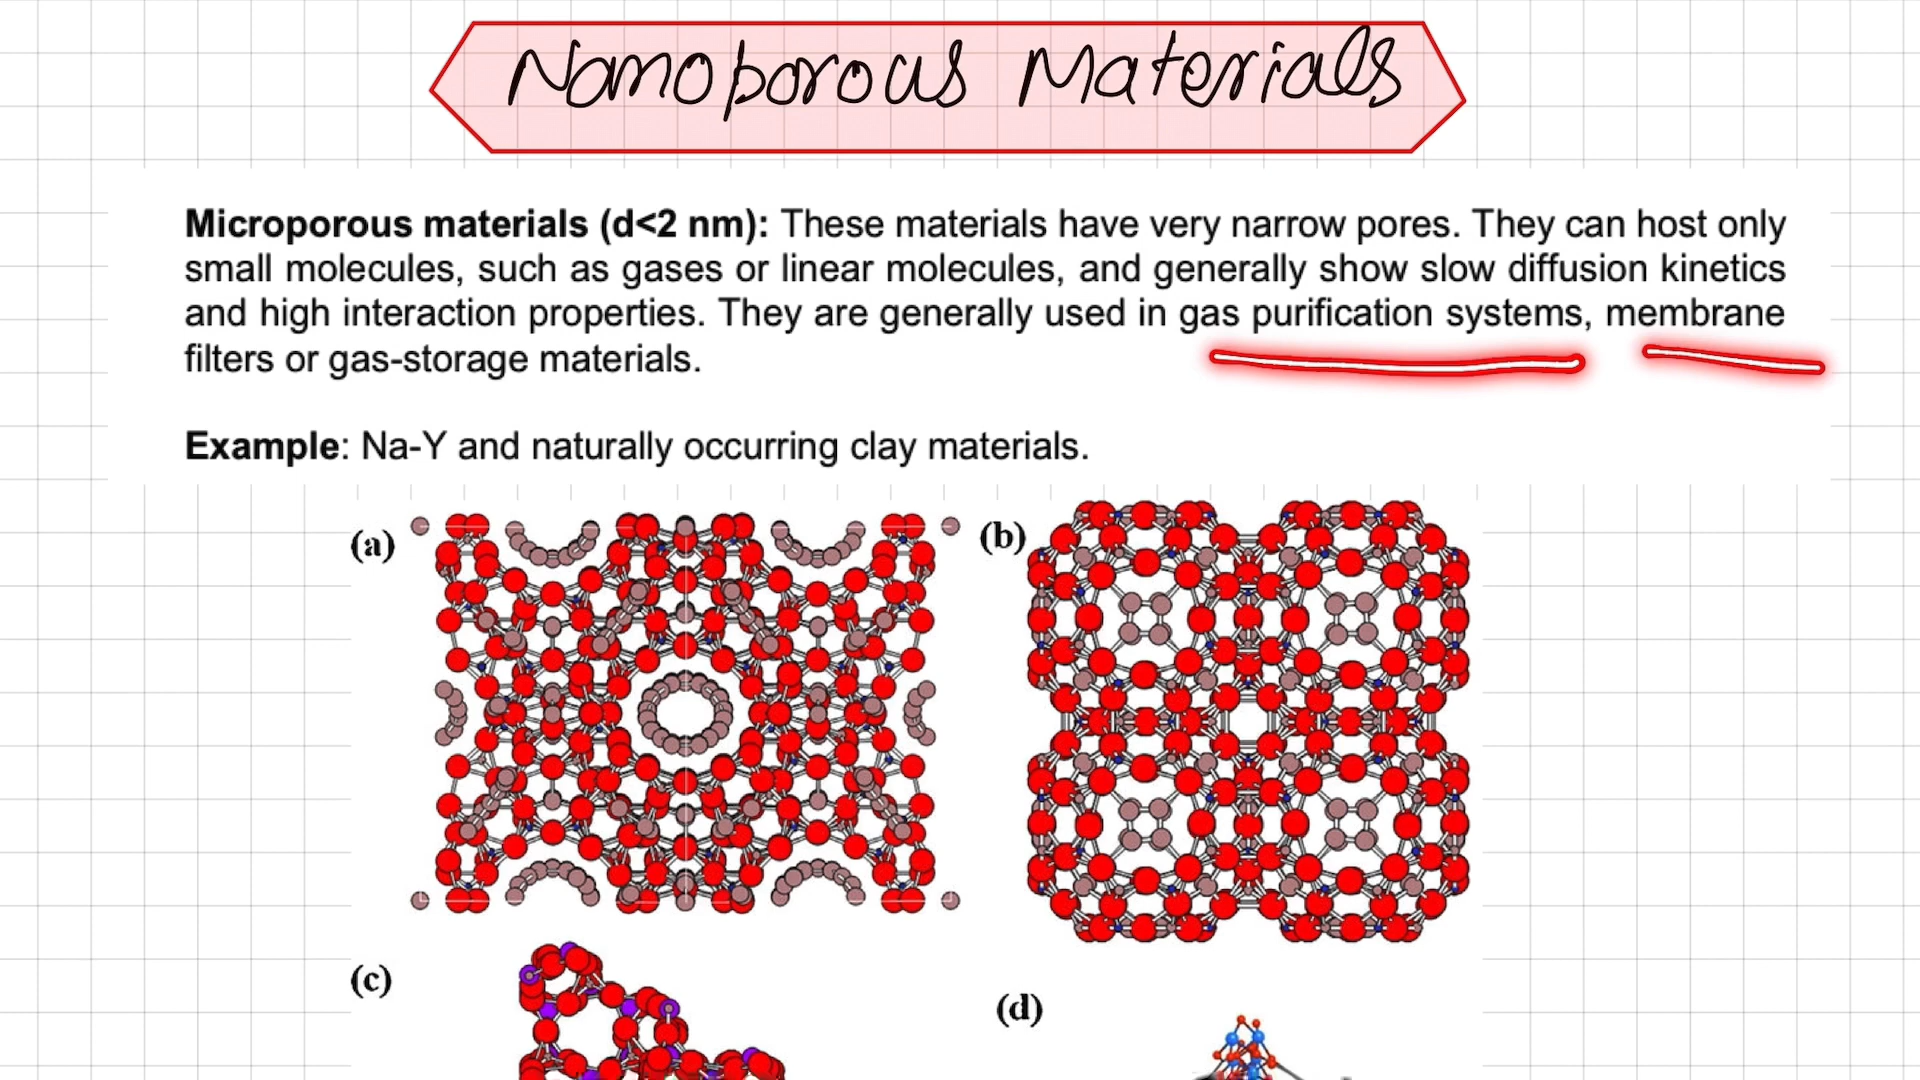 Nanoporous Materials
Microporous materials (d<2 nm): These materials have very narrow pores. They can host only
small molecules, such as gases or linear molecules, and generally show slow diffusion kinetics
and high interaction properties. They are generally used in gas purification systems, membrane
filters or gas-storage materials.
Example: Na-Y and naturally occurring clay materials.
(a)
(b)
(c)
(d)